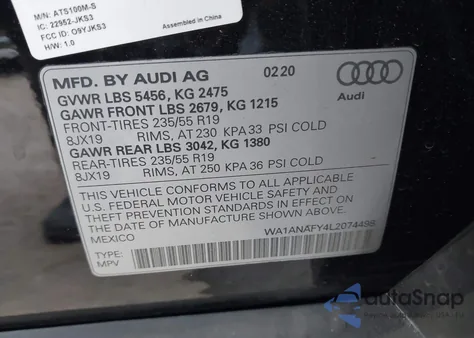 M/N: ATS100M-S
IC: 22952-JKS3
FCC ID: O9YJKS3
H/W: 1.0
Assembled in China
MFD. BY AUDI AG 0220
GVWR LBS 5456, KG 2475
GAWR FRONT LBS 2679, KG 1215
FRONT-TIRES 235/55 R19
8JX19 RIMS, AT 230 KPA 33 PSI COLD
GAWR REAR LBS 3042, KG 1380
REAR-TIRES 235/55 R19
8JX19 RIMS, AT 250 KPA 36 PSI COLD
Audi
THIS VEHICLE CONFORMS TO ALL APPLICABLE
U.S. FEDERAL MOTOR VEHICLE SAFETY AND
THEFT PREVENTION STANDARDS IN EFFECT ON
THE DATE OF MANUFACTURE SHOWN ABOVE
MEXICO WA1ANAFY4L2074498
TYPE:
MPV
autoSnap